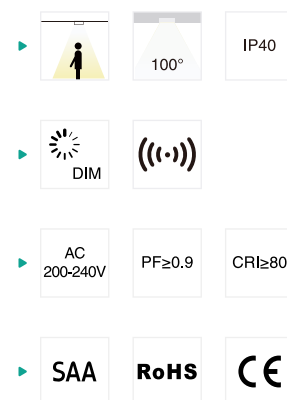 100°
IP40
DIM
AC
200-240V
PF≥0.9
CRI≥80
SAA
RoHS
CE